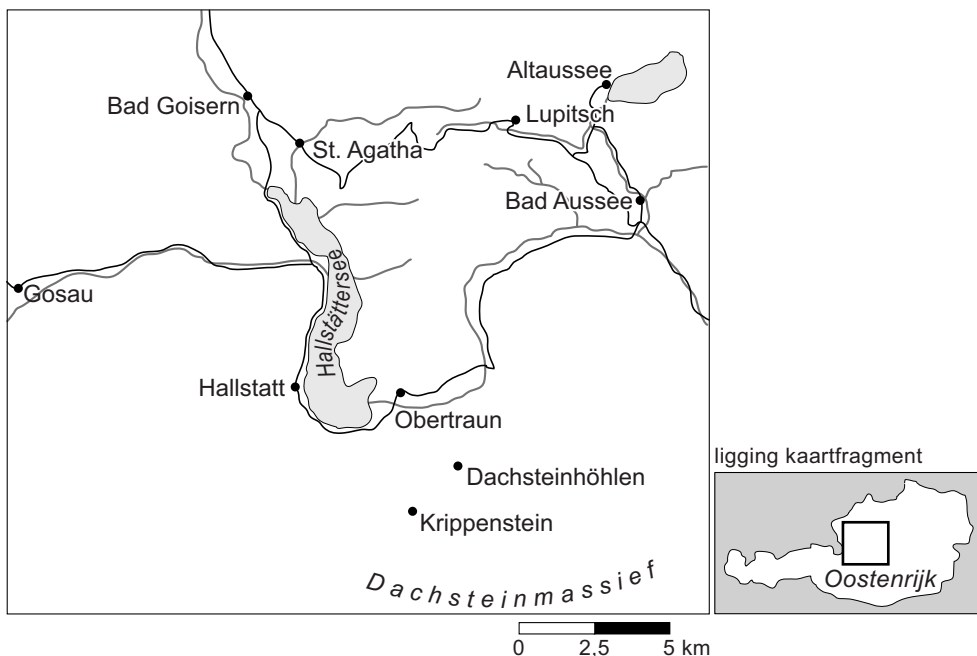 Altaussee
Bad Goisern
Lupitsch
St. Agatha
Bad Aussee
Hallstättersee
Gosau
Hallstatt
Obertraun
Dachsteinhöhlen
Krippenstein
Dachsteinmassief
ligging kaartfragment
Oostenrijk
0 2,5 5 km